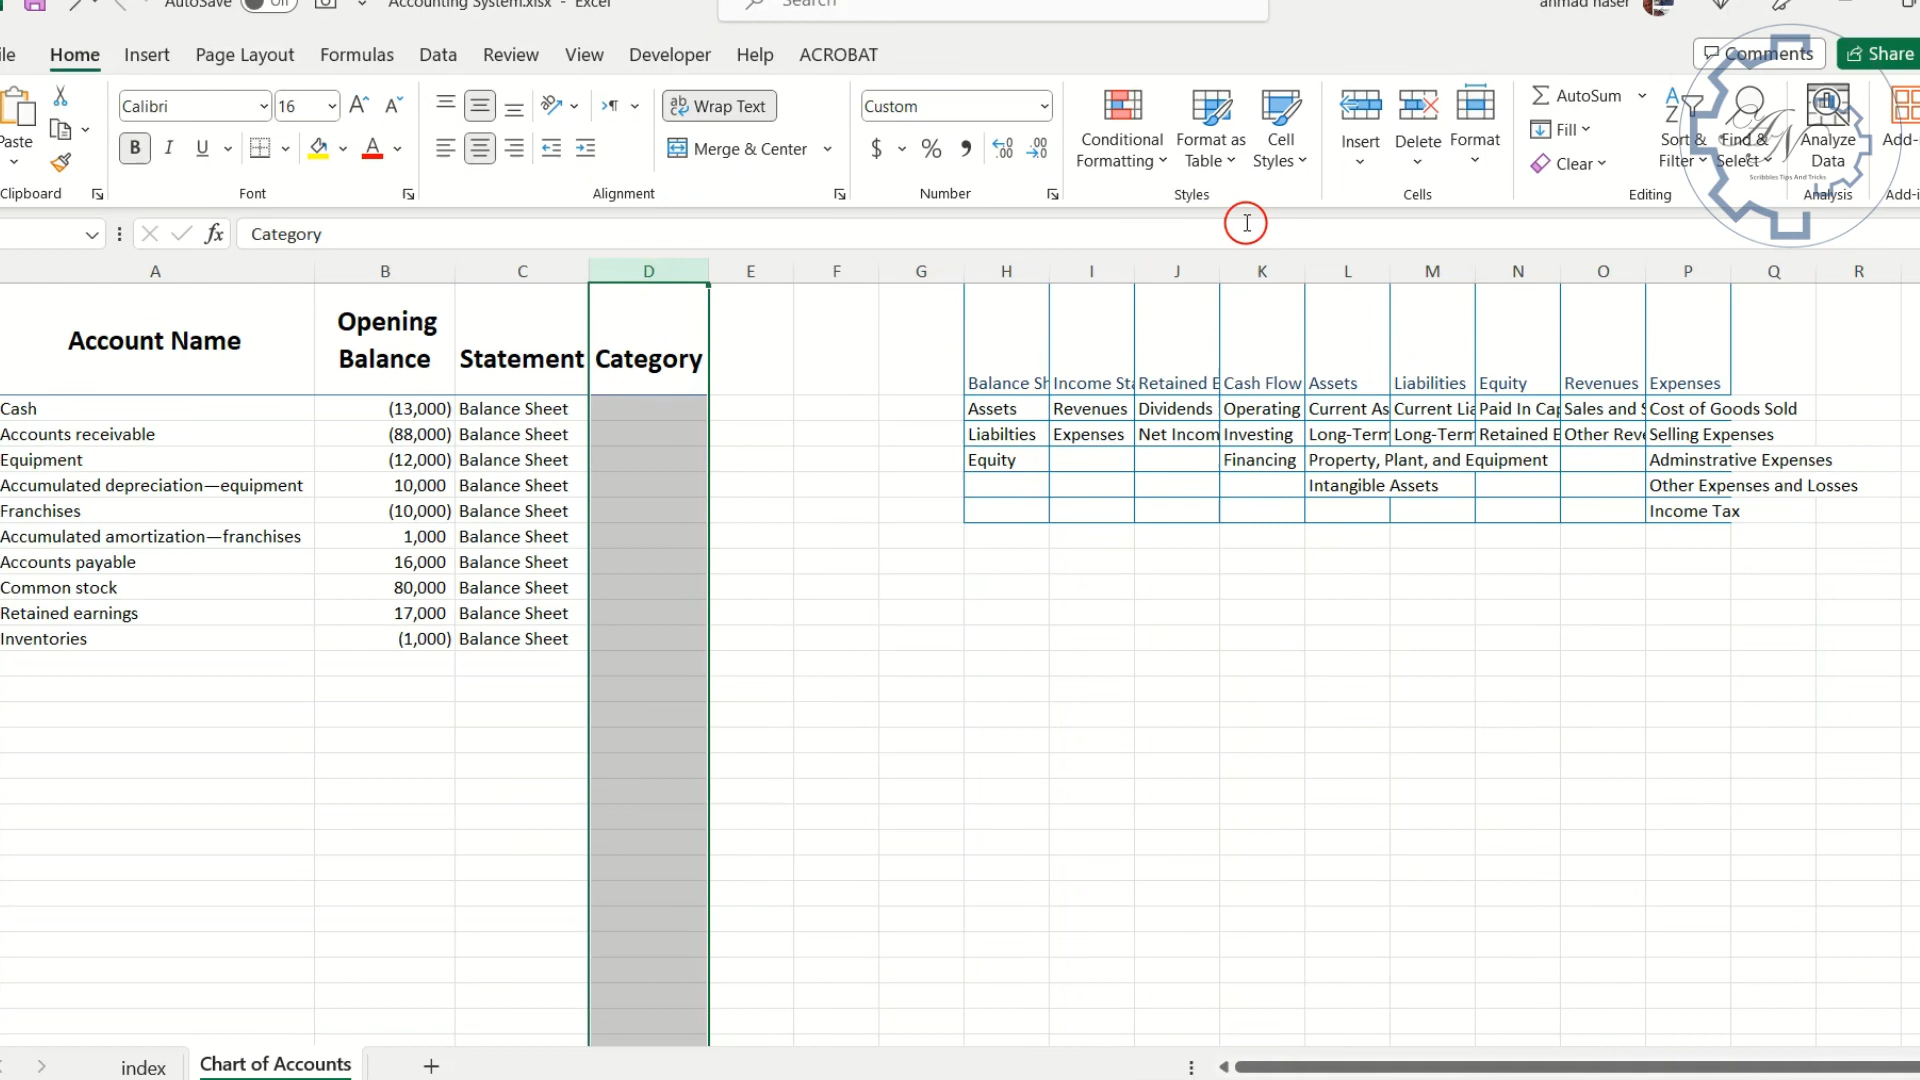 AutoSave Off Accounting System.xlsx - Excel Search ahmad naser
ile Home Insert Page Layout Formulas Data Review View Developer Help ACROBAT Comments Share
Paste Calibri 16 Wrap Text Custom Conditional Formatting Format as Table Cell Styles Insert Delete Format AutoSum Sort & Filter Find & Select Analyze Data Add-i
B I U Merge & Center $ % Fill
Clear
Scribbles Tips And Tricks
Clipboard Font Alignment Number Styles Cells Editing Analysis Add-i
fx Category
A B C D E F G H I J K L M N O P Q R
Account Name Opening Balance Statement Category Balance Sh Income Sta Retained E Cash Flow Assets Liabilities Equity Revenues Expenses
Cash (13,000) Balance Sheet Assets Revenues Dividends Operating Current As Current Lia Paid In Cap Sales and S Cost of Goods Sold
Accounts receivable (88,000) Balance Sheet Liabilties Expenses Net Incom Investing Long-Term Long-Term Retained E Other Reve Selling Expenses
Equipment (12,000) Balance Sheet Equity Financing Property, Plant, and Equipment Adminstrative Expenses
Accumulated depreciation—equipment 10,000 Balance Sheet Intangible Assets Other Expenses and Losses
Franchises (10,000) Balance Sheet Income Tax
Accumulated amortization—franchises 1,000 Balance Sheet
Accounts payable 16,000 Balance Sheet
Common stock 80,000 Balance Sheet
Retained earnings 17,000 Balance Sheet
Inventories (1,000) Balance Sheet
index Chart of Accounts